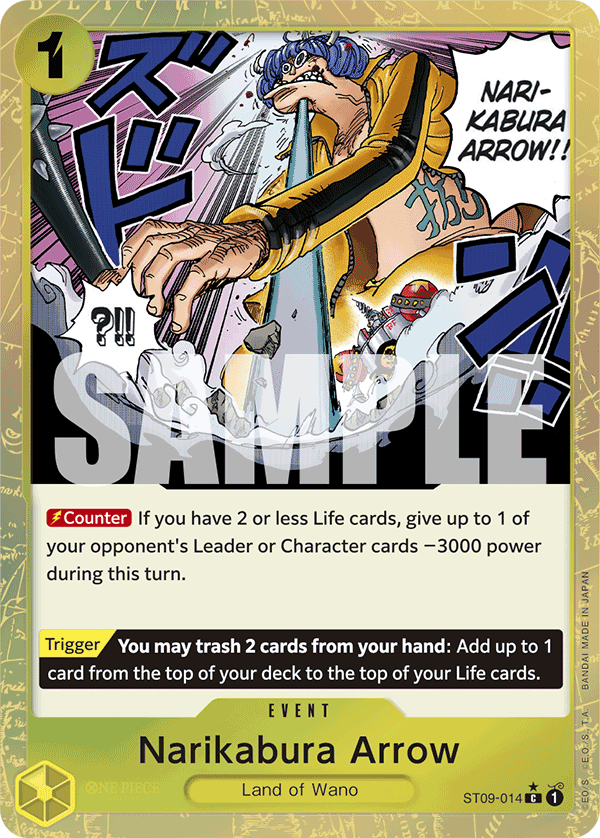 1
ズドン
NARI-
KABURA
ARROW!!
?!!
SAMPLE
Counter If you have 2 or less Life cards, give up to 1 of
your opponent's Leader or Character cards −3000 power
during this turn.
Trigger You may trash 2 cards from your hand: Add up to 1
card from the top of your deck to the top of your Life cards.
EVENT
Narikabura Arrow
ONE PIECE
Land of Wano
ST09-014 C 1
©E.O./S. ©E.O./S.,T.A. BANDAI MADE IN JAPAN